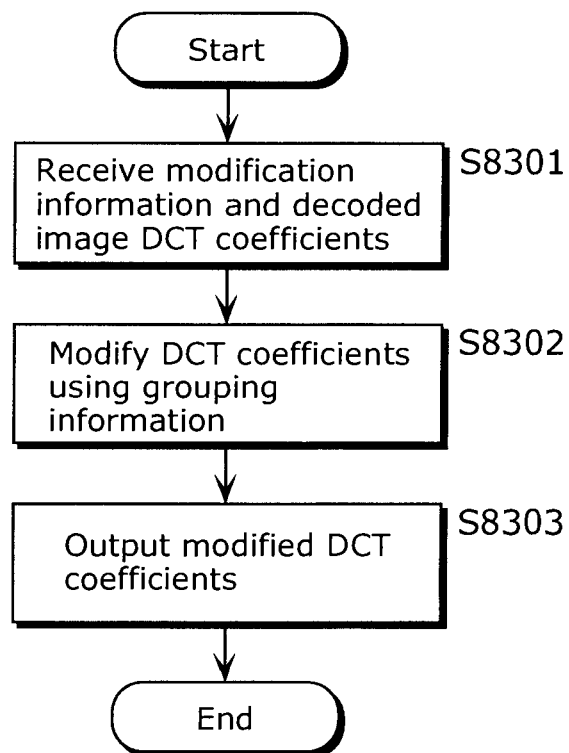 Start
S8301
Receive modification
information and decoded
image DCT coefficients
S8302
Modify DCT coefficients
using grouping
information
S8303
Output modified DCT
coefficients
End